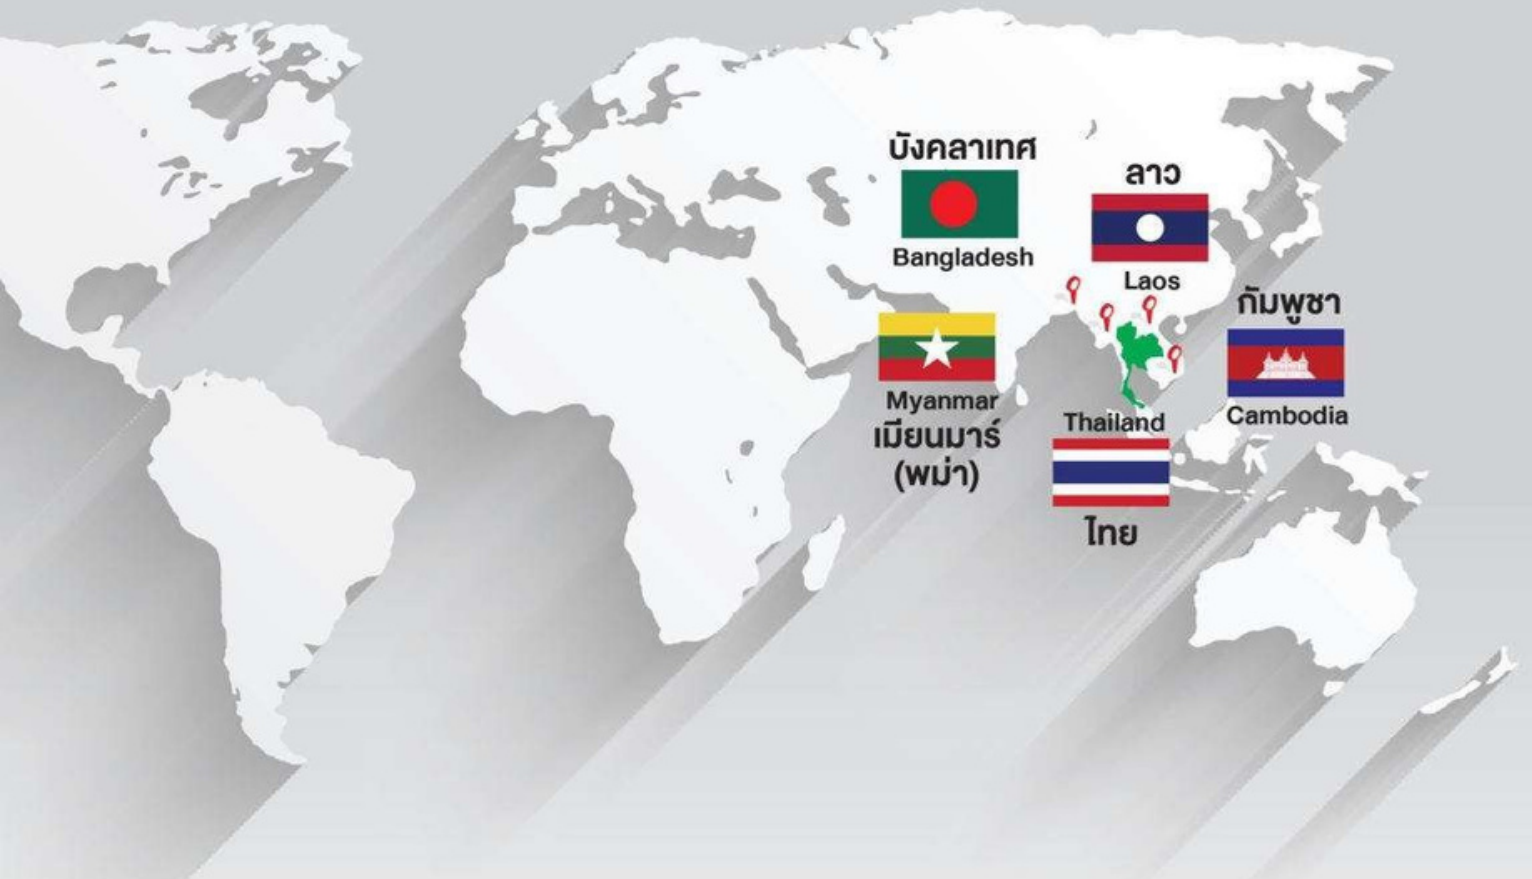 บังคลาเทศ
Bangladesh
ลาว
Laos
กัมพูชา
Cambodia
Myanmar
เมียนมาร์
(พม่า)
Thailand
ไทย